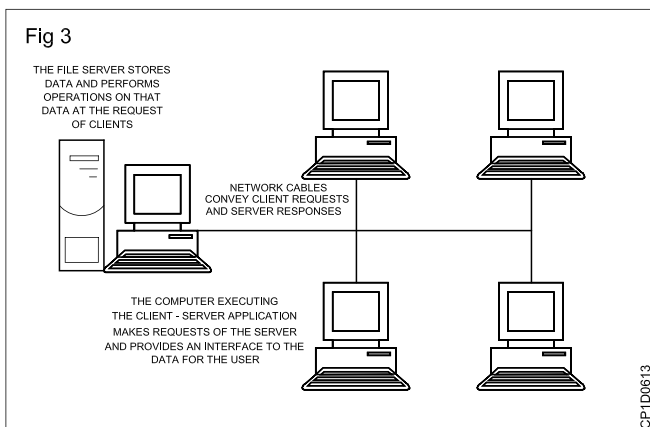 Fig 3
THE FILE SERVER STORES
DATA AND PERFORMS
OPERATIONS ON THAT
DATA AT THE REQUEST
OF CLIENTS
NETWORK CABLES
CONVEY CLIENT REQUESTS
AND SERVER RESPONSES
THE COMPUTER EXECUTING
THE CLIENT - SERVER APPLICATION
MAKES REQUESTS OF THE SERVER
AND PROVIDES AN INTERFACE TO THE
DATA FOR THE USER
CP1D0613